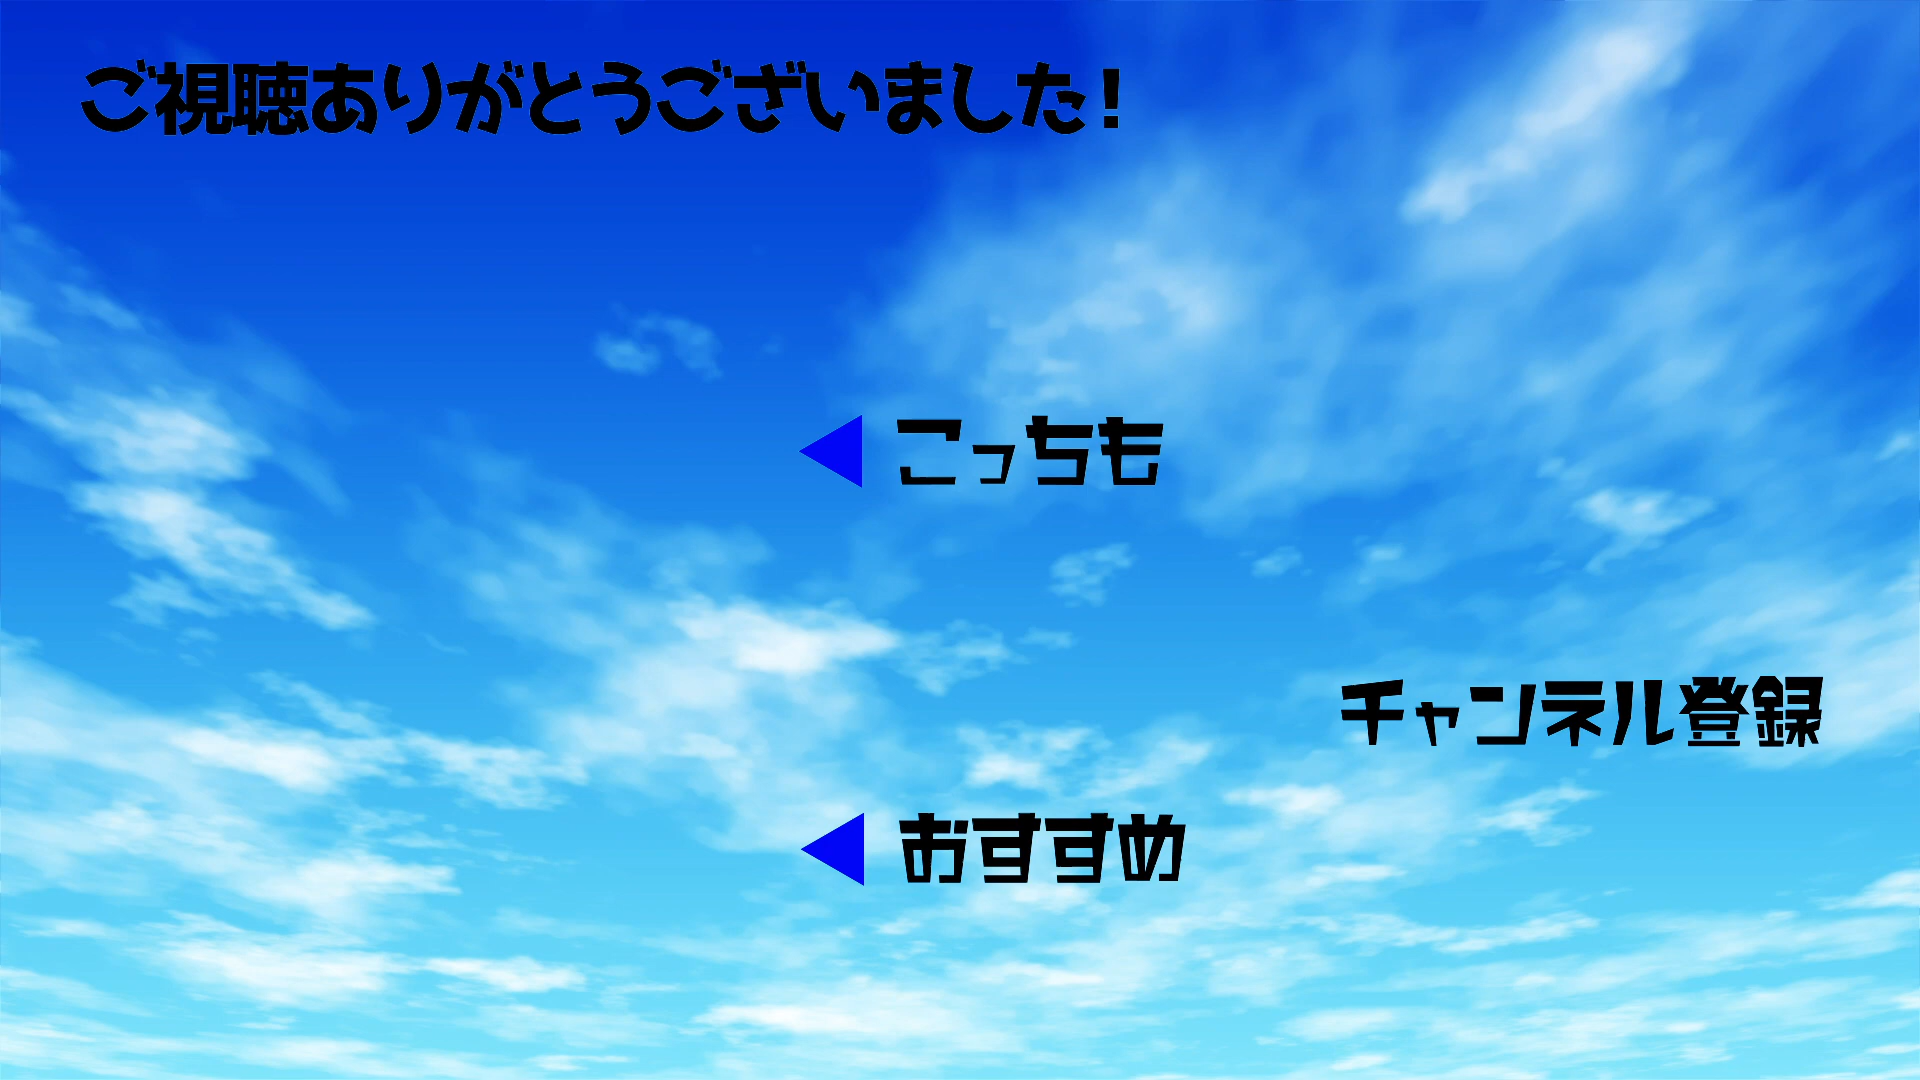 ご視聴ありがとうございました!
こっちも
チャンネル登録
おすすめ